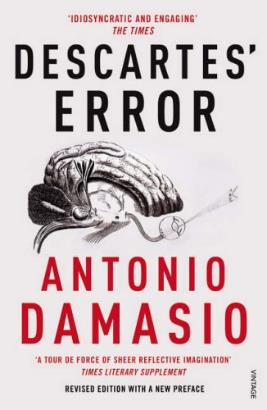 'IDIOSYNCRATIC AND ENGAGING'
THE TIMES
DESCARTES'
ERROR
ANTONIO
DAMASIO
'A TOUR DE FORCE OF SHEER REFLECTIVE IMAGINATION'
TIMES LITERARY SUPPLEMENT
REVISED EDITION WITH A NEW PREFACE
VINTAGE